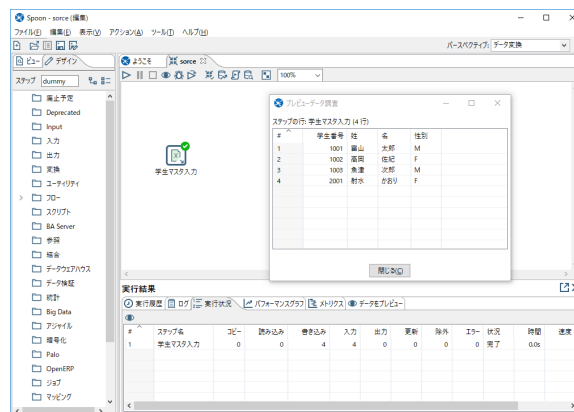 Spoon - sorce (編集)
ファイル(F) 編集(E) 表示(V) アクション(A) ツール(T) ヘルプ(H)
パースペクティブ: データ変換
ビュー デザイン
ようこそ sorce
ステップ dummy
100%
廃止予定
Deprecated
Input
入力
出力
変換
ユーティリティ
フロー
スクリプト
BA Server
参照
結合
データウェアハウス
データ検証
統計
Big Data
アジャイル
暗号化
Palo
OpenERP
ジョブ
マッピング
学生マスタ入力
プレビューデータ調査
ステップの行: 学生マスタ入力 (4 行)
# 学生番号 姓 名 性別
1 1001 富山 太郎 M
2 1002 高岡 佐紀 F
3 1003 魚津 次郎 M
4 2001 射水 かおり F
閉じる(C)
実行結果
実行履歴 ログ 実行状況 パフォーマンスグラフ メトリクス データをプレビュー
# ステップ名 コピー 読み込み 書き込み 入力 出力 更新 除外 エラー 状況 時間 速度
1 学生マスタ入力 0 0 4 4 0 0 0 0 完了 0.0s